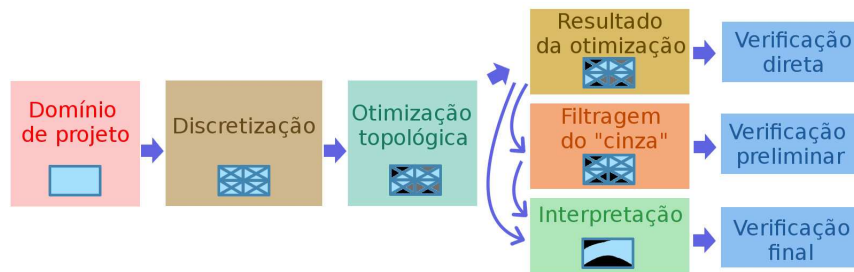 Domínio
de projeto
Discretização
Otimização
topológica
Resultado
da otimização
Verificação
direta
Filtragem
do "cinza"
Verificação
preliminar
Interpretação
Verificação
final